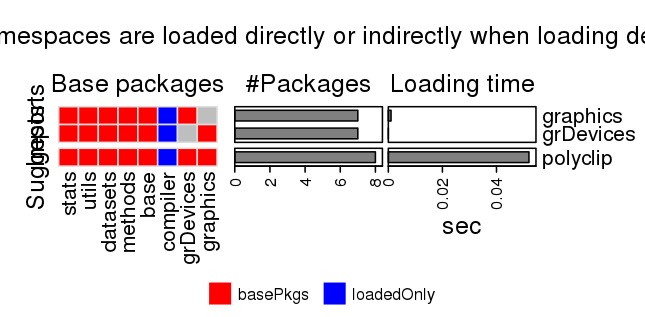 mespaces are loaded directly or indirectly when loading de
Base packages #Packages Loading time
Imports
Suggests
graphics
grDevices
polyclip
stats utils datasets methods base compiler grDevices graphics
0 2 4 6 8
0 0.02 0.04
sec
basePkgs loadedOnly